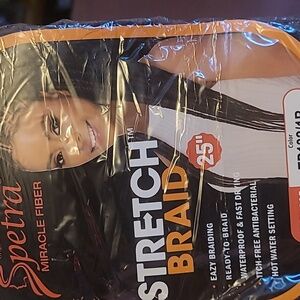 Spetra
MIRACLE FIBER
STRETCH™
BRAID
25"
EAZY BRAIDING
READY-TO-BRAID
WATERPROOF & FAST DRYING
ITCH-FREE ANTIBACTERIAL
HOT WATER SETTING
Color